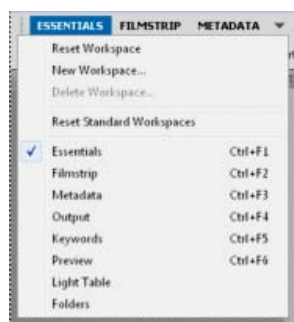 ESSENTIALS FILMSTRIP METADATA
Reset Workspace
New Workspace...
Delete Workspace...
Reset Standard Workspaces
Essentials Ctrl+F1
Filmstrip Ctrl+F2
Metadata Ctrl+F3
Output Ctrl+F4
Keywords Ctrl+F5
Preview Ctrl+F6
Light Table
Folders